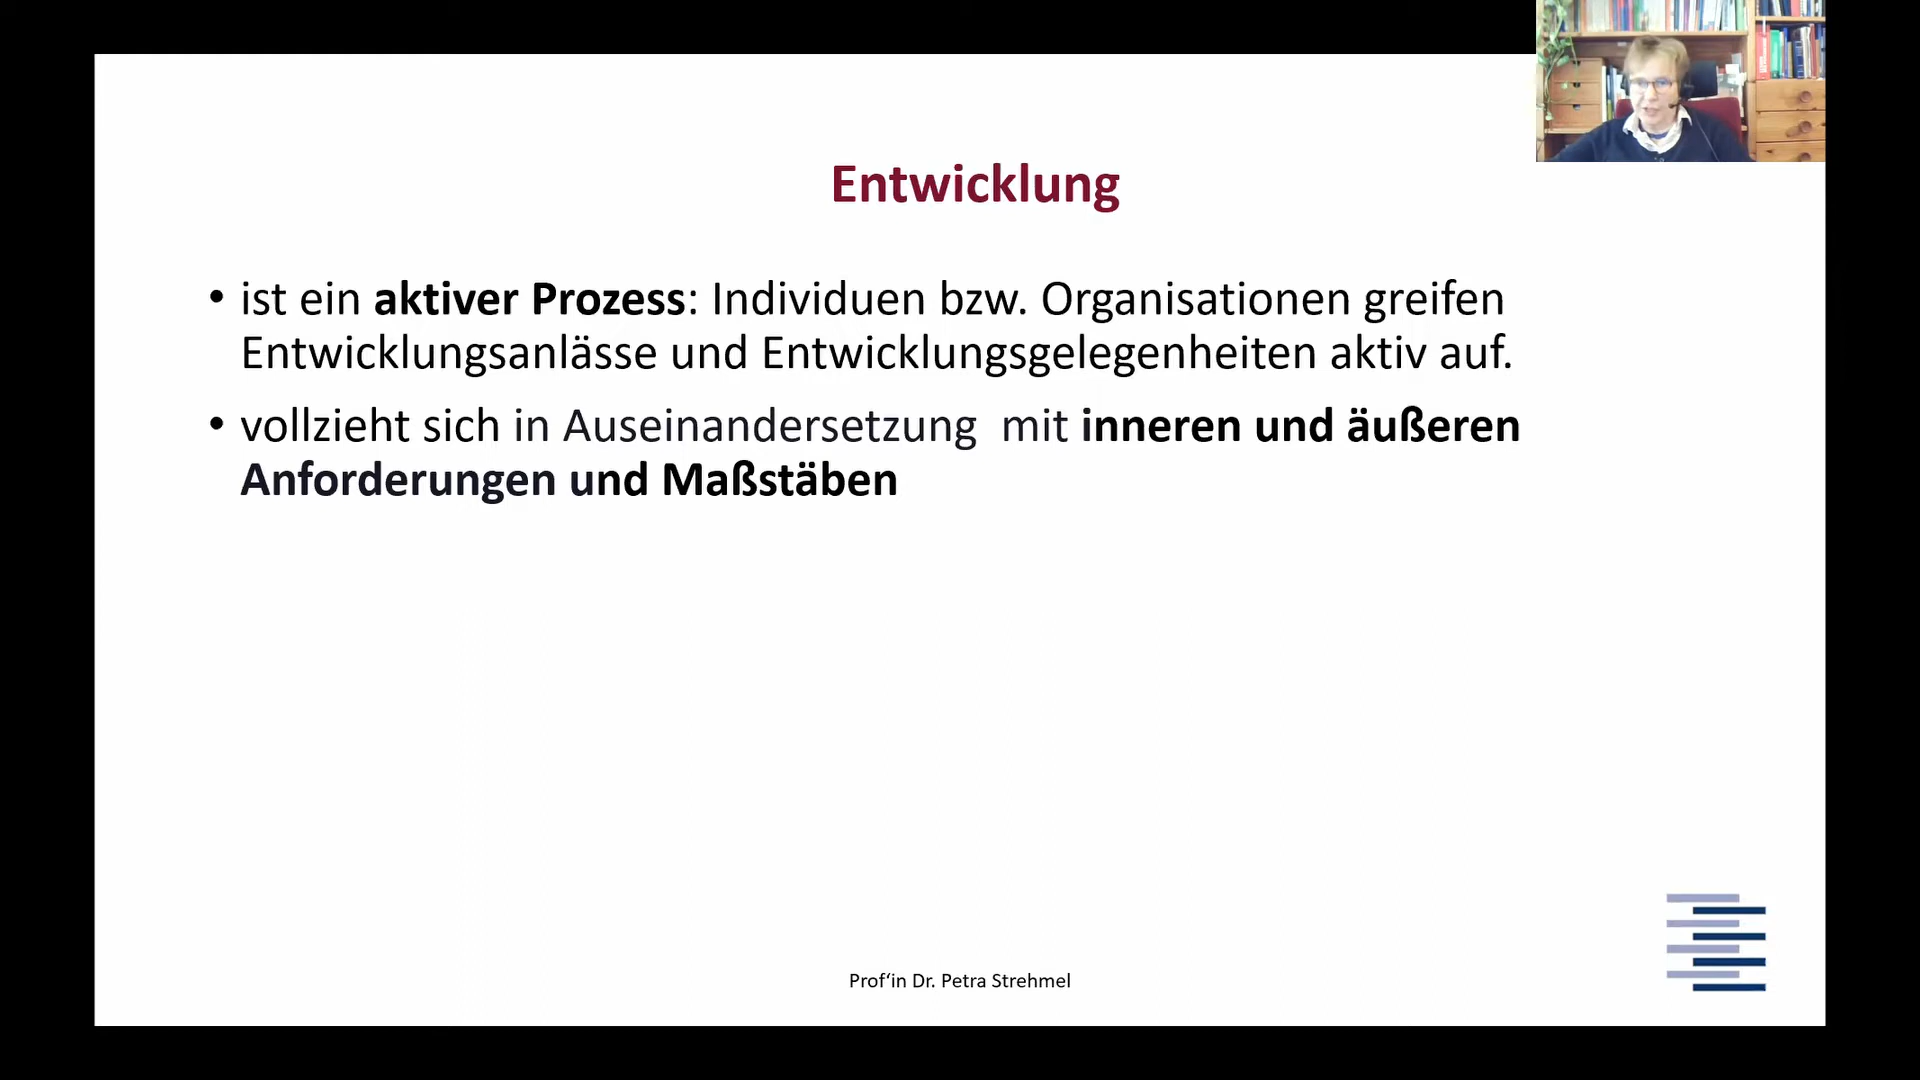 Entwicklung
• ist ein aktiver Prozess: Individuen bzw. Organisationen greifen
Entwicklungsanlässe und Entwicklungsgelegenheiten aktiv auf.
• vollzieht sich in Auseinandersetzung  mit inneren und äußeren
Anforderungen und Maßstäben
Prof‘in Dr. Petra Strehmel